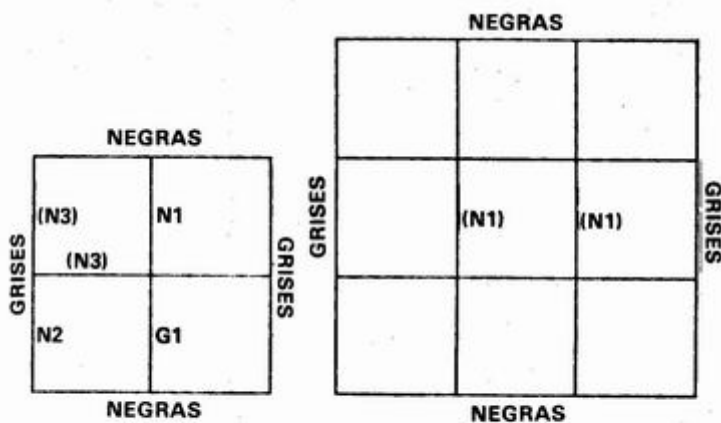 NEGRAS
GRISES
(N3) N1
(N3)
N2 G1
GRISES
NEGRAS
NEGRAS
GRISES
(N1) (N1)
GRISES
NEGRAS